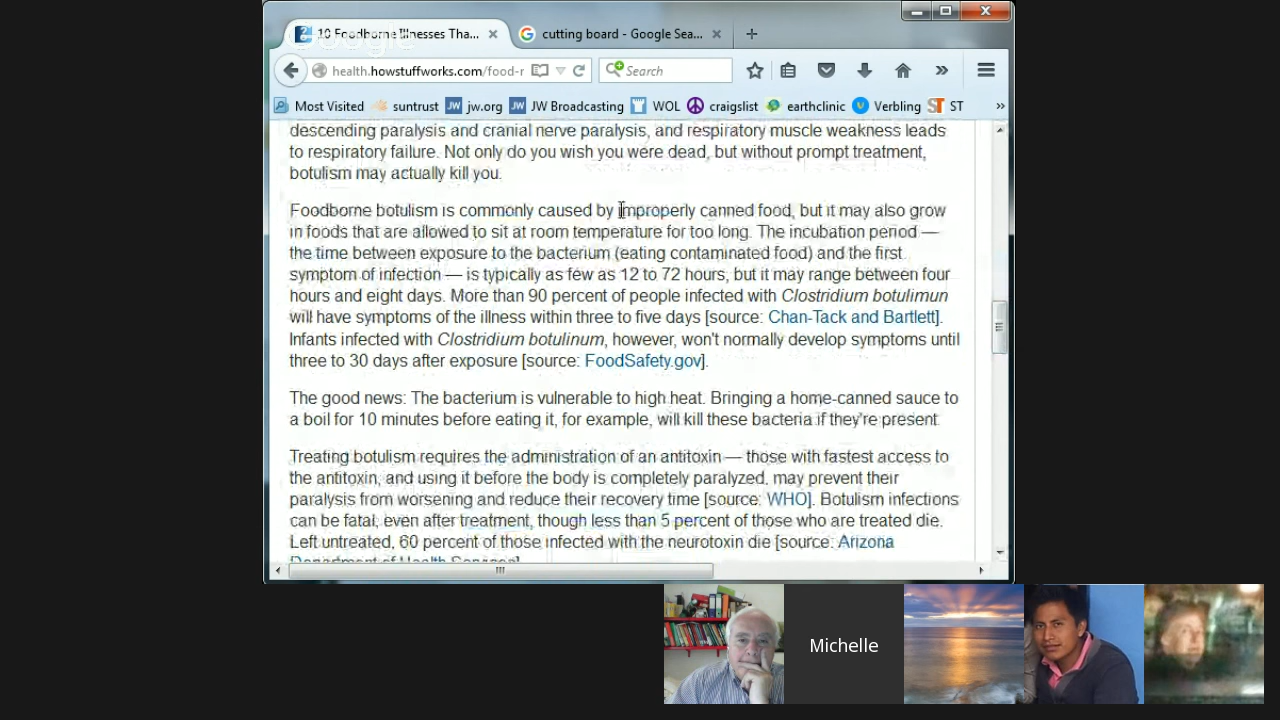 Google
10 Foodborne Illnesses Tha...
cutting board - Google Sea...
health.howstuffworks.com/food-r
Search
Most Visited suntrust jw.org JW Broadcasting WOL craigslist earthclinic Verbling ST
descending paralysis and cranial nerve paralysis, and respiratory muscle weakness leads
to respiratory failure. Not only do you wish you were dead, but without prompt treatment,
botulism may actually kill you.
Foodborne botulism is commonly caused by improperly canned food, but it may also grow
in foods that are allowed to sit at room temperature for too long. The incubation period —
the time between exposure to the bacterium (eating contaminated food) and the first
symptom of infection — is typically as few as 12 to 72 hours, but it may range between four
hours and eight days. More than 90 percent of people infected with Clostridium botulimun
will have symptoms of the illness within three to five days [source: Chan-Tack and Bartlett].
Infants infected with Clostridium botulinum, however, won't normally develop symptoms until
three to 30 days after exposure [source: FoodSafety.gov].
The good news: The bacterium is vulnerable to high heat. Bringing a home-canned sauce to
a boil for 10 minutes before eating it, for example, will kill these bacteria if they're present.
Treating botulism requires the administration of an antitoxin — those with fastest access to
the antitoxin, and using it before the body is completely paralyzed, may prevent their
paralysis from worsening and reduce their recovery time [source: WHO]. Botulism infections
can be fatal, even after treatment, though less than 5 percent of those who are treated die.
Left untreated, 60 percent of those infected with the neurotoxin die [source: Arizona
Department of Health Services]
Michelle